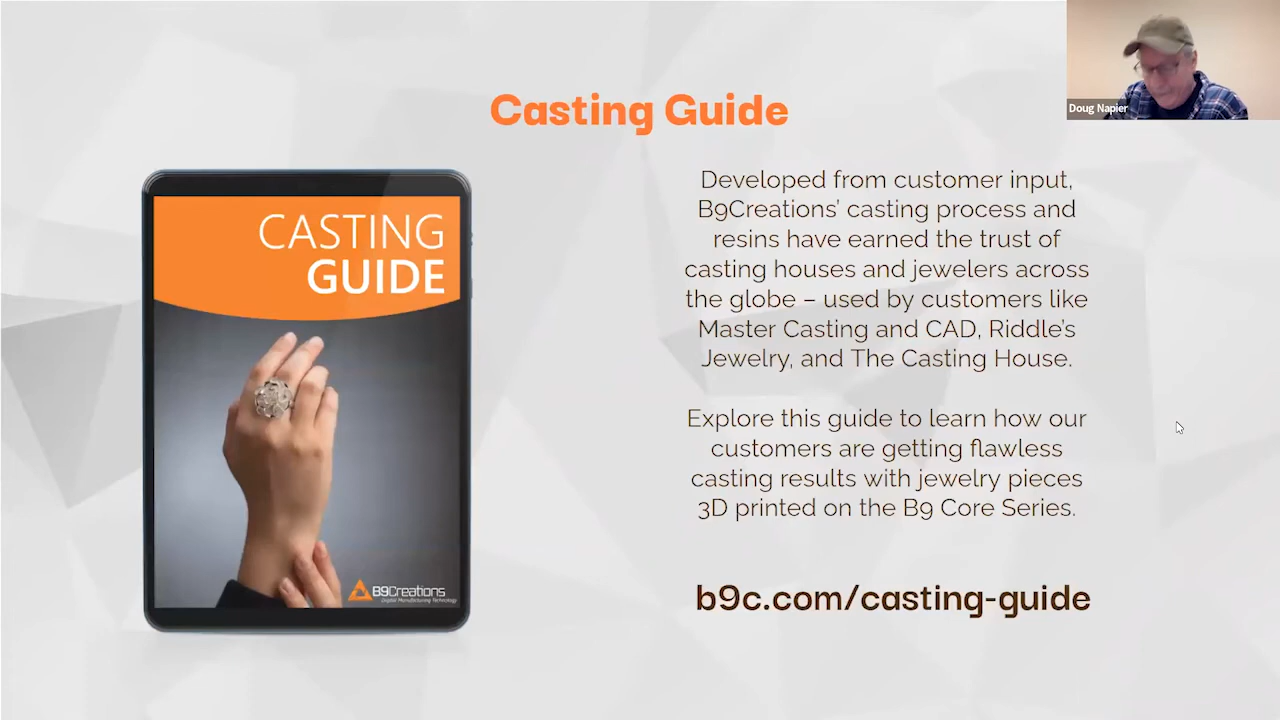 Doug Napier
Casting Guide
CASTING
GUIDE
B9Creations
Digital Manufacturing Technology
Developed from customer input,
B9Creations' casting process and
resins have earned the trust of
casting houses and jewelers across
the globe – used by customers like
Master Casting and CAD, Riddle's
Jewelry, and The Casting House.
Explore this guide to learn how our
customers are getting flawless
casting results with jewelry pieces
3D printed on the B9 Core Series.
b9c.com/casting-guide